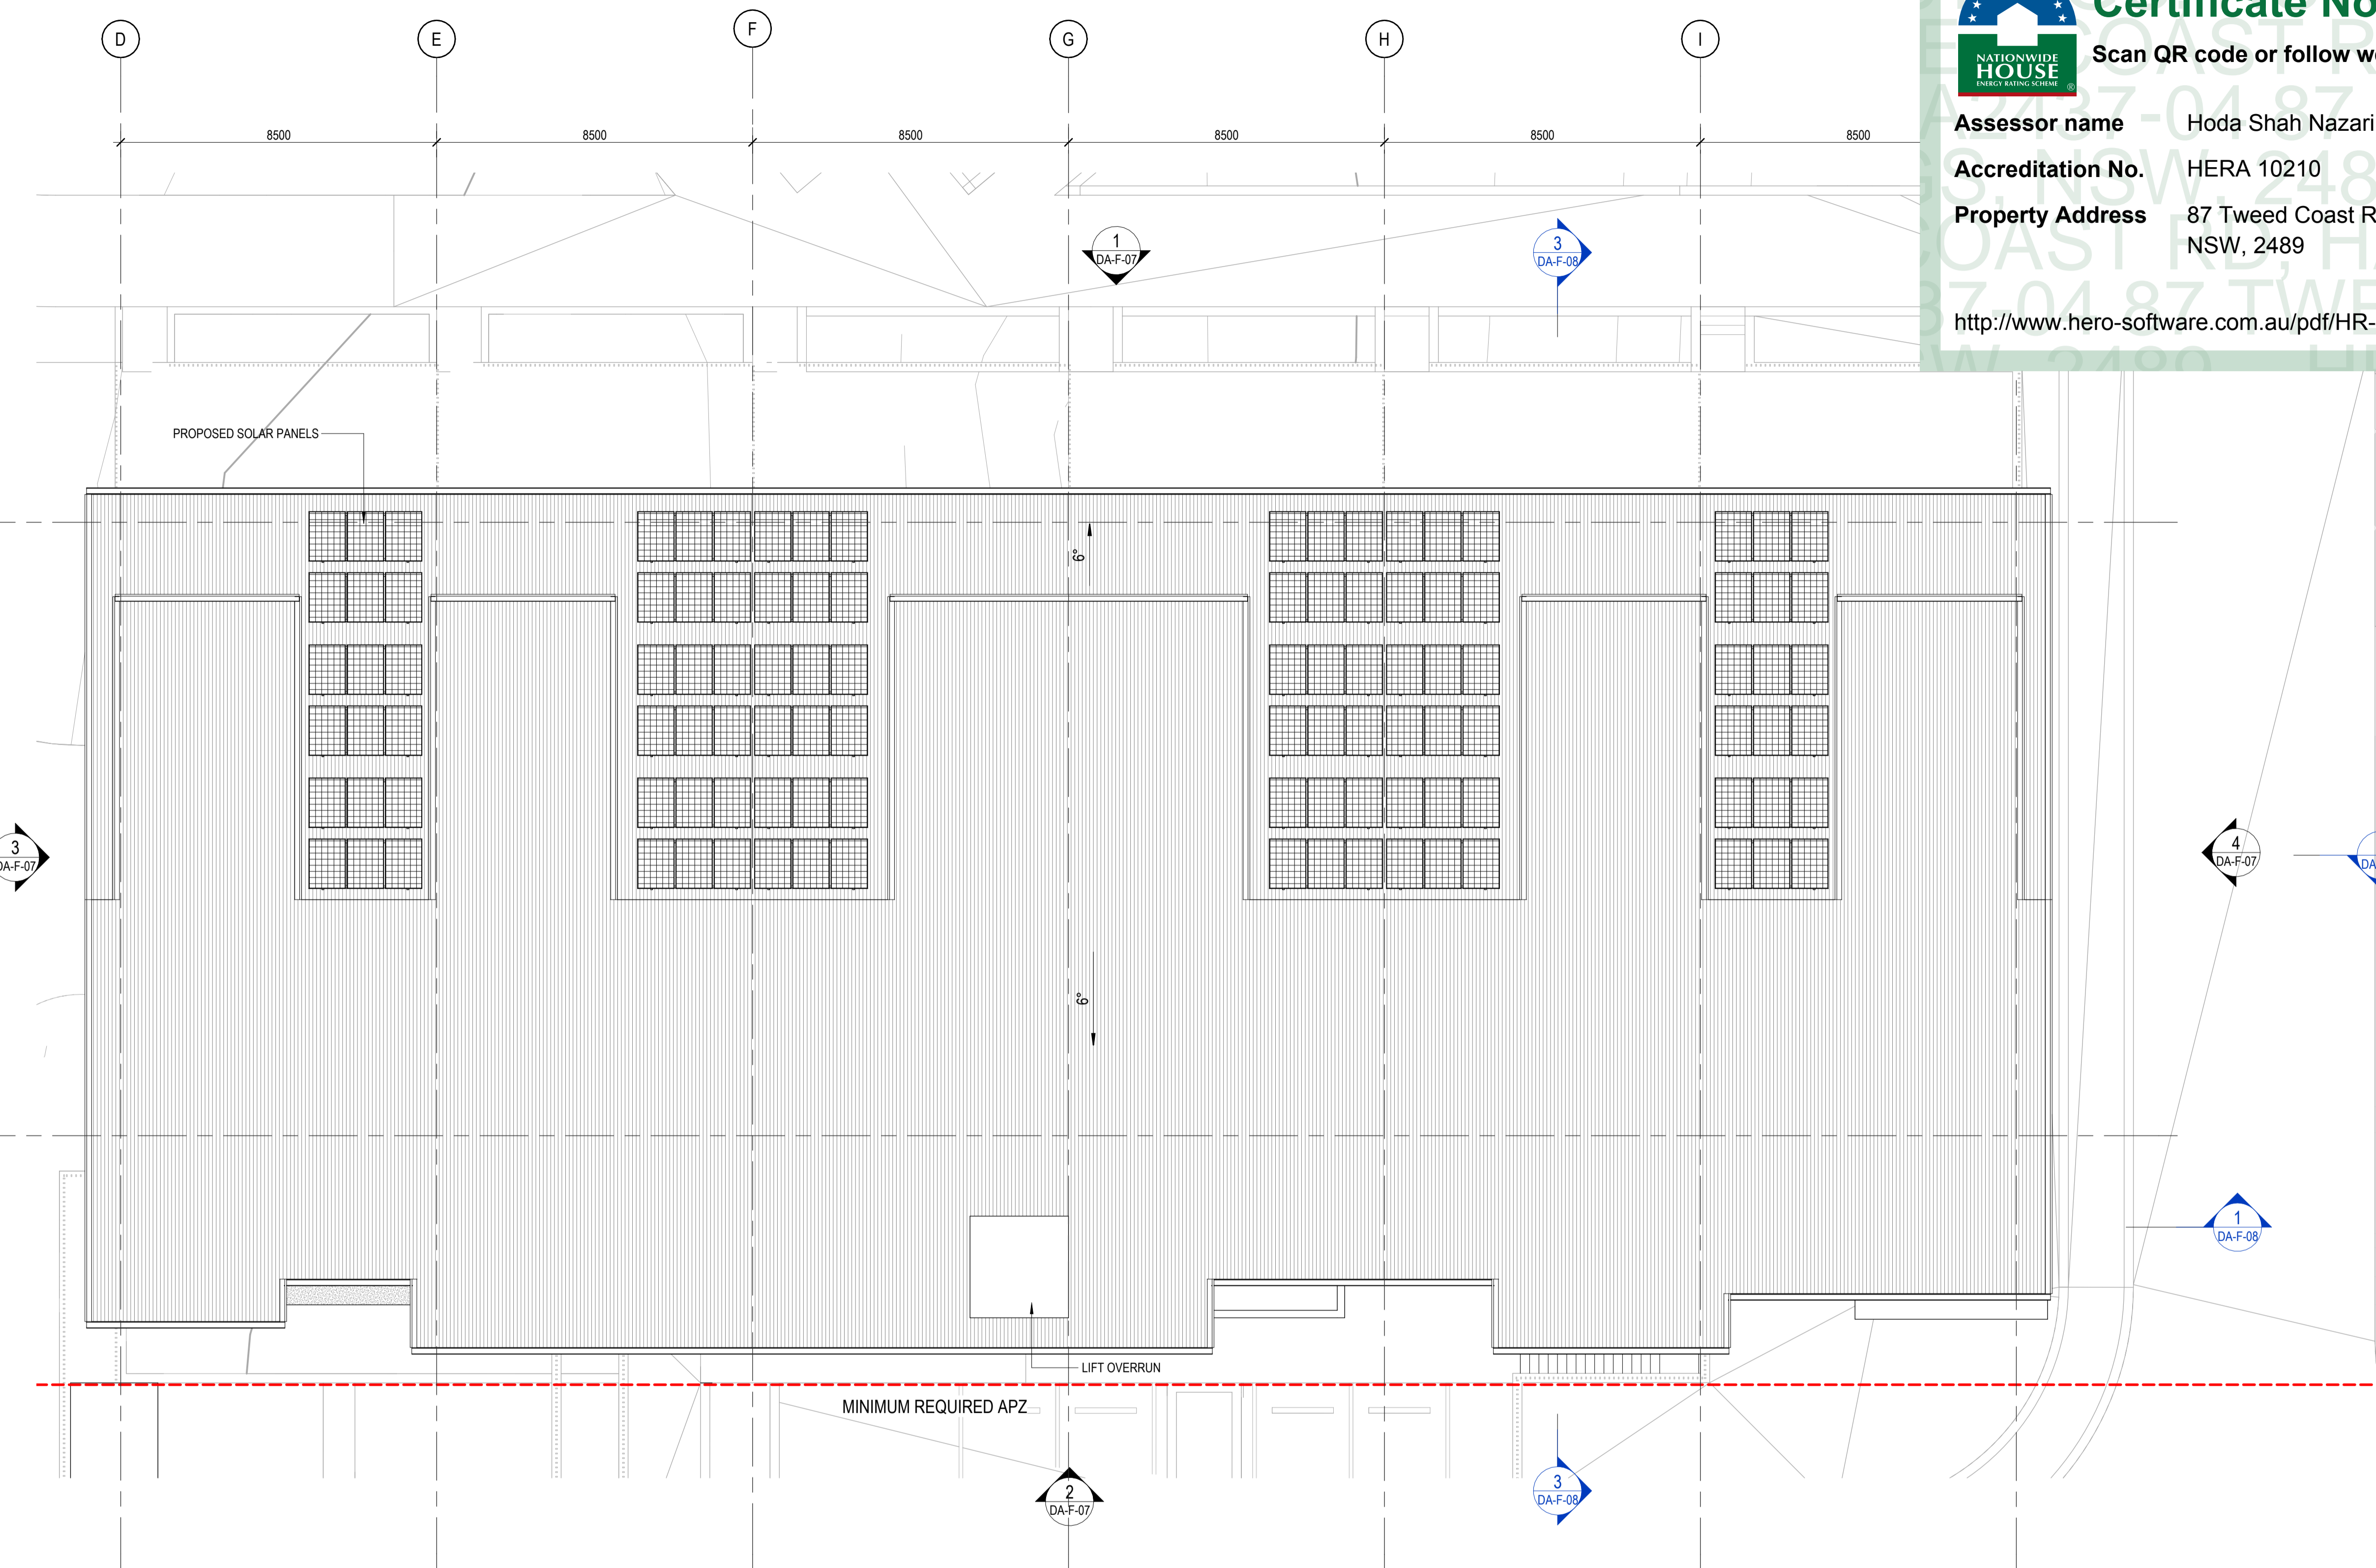 D
E
F
G
H
I
8500
8500
8500
8500
8500
8500
Certificate No
Scan QR code or follow we
NATIONWIDE
HOUSE
ENERGY RATING SCHEME
®
Assessor name Hoda Shah Nazari
Accreditation No. HERA 10210
Property Address 87 Tweed Coast R
NSW, 2489
http://www.hero-software.com.au/pdf/HR-
1
DA-F-07
3
DA-F-08
PROPOSED SOLAR PANELS
6°
3
DA-F-07
4
DA-F-07
DA
6°
1
DA-F-08
LIFT OVERRUN
MINIMUM REQUIRED APZ
2
DA-F-07
3
DA-F-08